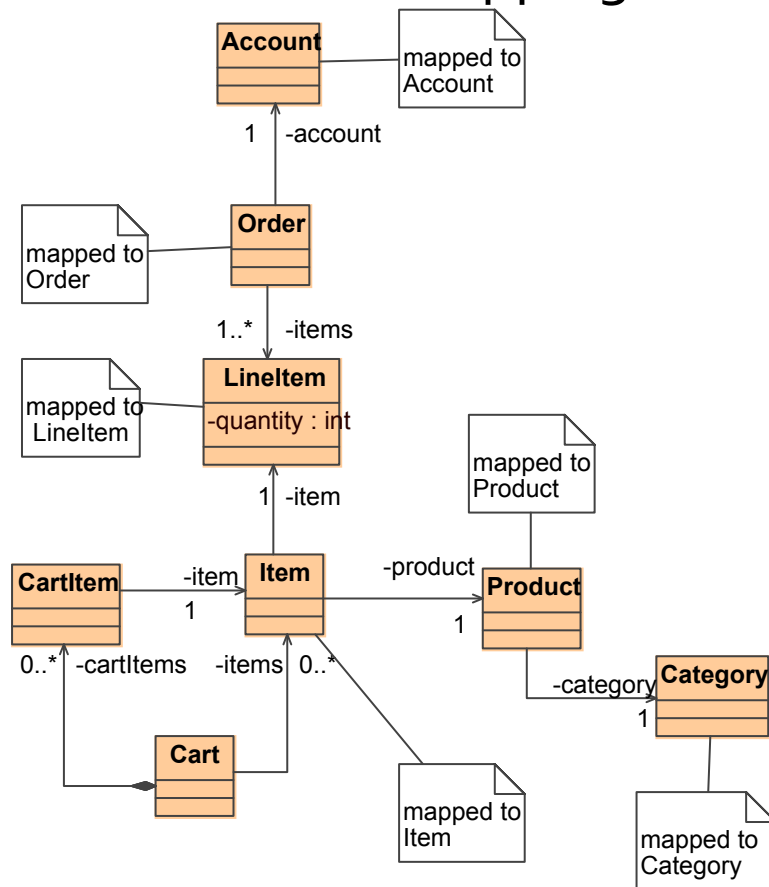 Account
mapped to
Account
1 -account
Order
mapped to
Order
1..* -items
LineItem
-quantity : int
mapped to
LineItem
1 -item
mapped to
Product
CartItem
-item
1
Item
-product
1
Product
0..* -cartItems
-items 0..*
-category
1
Category
Cart
mapped to
Item
mapped to
Category